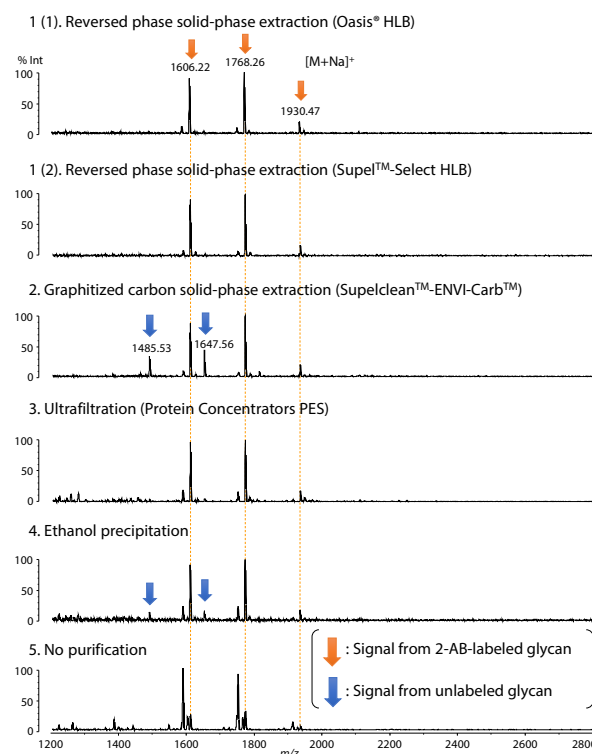 1 (1). Reversed phase solid-phase extraction (Oasis® HLB)
% Int
1606.22
1768.26
[M+Na]⁺
1930.47
100
50
0
1 (2). Reversed phase solid-phase extraction (Supel™-Select HLB)
100
50
0
2. Graphitized carbon solid-phase extraction (Supelclean™-ENVI-Carb™)
100
50
0
1485.53
1647.56
3. Ultrafiltration (Protein Concentrators PES)
100
50
0
4. Ethanol precipitation
100
50
0
5. No purification
100
50
0
: Signal from 2-AB-labeled glycan
: Signal from unlabeled glycan
1200 1400 1600 1800 2000 2200 2400 2600 2800
m/z